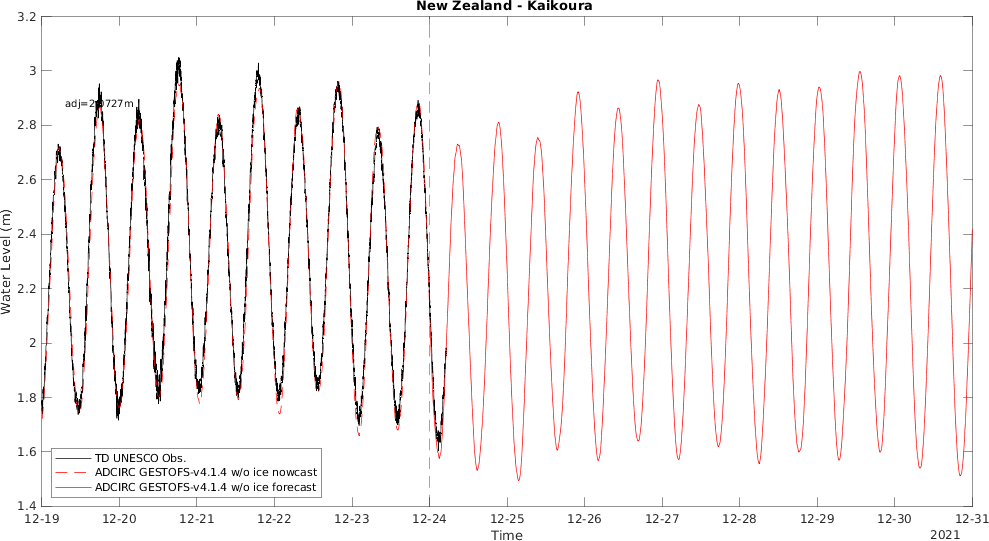 New Zealand - Kaikoura
3.2
3
2.8
2.6
2.4
2.2
2
1.8
1.6
1.4
Water Level (m)
adj=2.0727m
TD UNESCO Obs.
ADCIRC GESTOFS-v4.1.4 w/o ice nowcast
ADCIRC GESTOFS-v4.1.4 w/o ice forecast
12-19 12-20 12-21 12-22 12-23 12-24 12-25 12-26 12-27 12-28 12-29 12-30 12-31
Time
2021